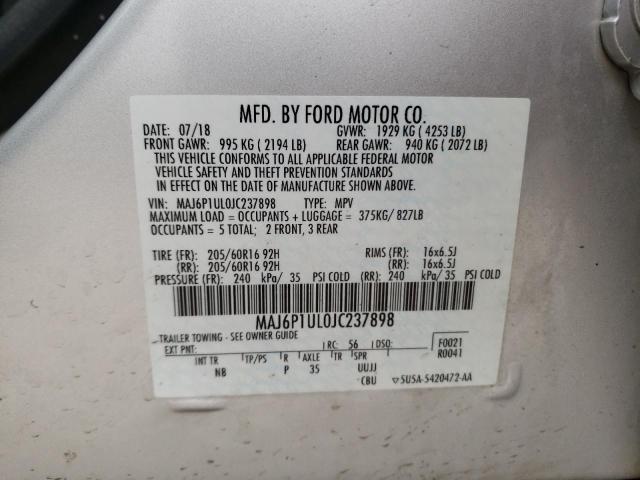 MFD. BY FORD MOTOR CO.
DATE: 07/18 GVWR: 1929 KG ( 4253 LB)
FRONT GAWR: 995 KG ( 2194 LB) REAR GAWR: 940 KG ( 2072 LB)
THIS VEHICLE CONFORMS TO ALL APPLICABLE FEDERAL MOTOR
VEHICLE SAFETY AND THEFT PREVENTION STANDARDS
IN EFFECT ON THE DATE OF MANUFACTURE SHOWN ABOVE.
VIN: MAJ6P1UL0JC237898 TYPE: MPV
MAXIMUM LOAD = OCCUPANTS + LUGGAGE = 375KG/ 827LB
OCCUPANTS = 5 TOTAL; 2 FRONT, 3 REAR
TIRE (FR): 205/60R16 92H RIMS (FR): 16x6.5J
(RR): 205/60R16 92H (RR): 16x6.5J
PRESSURE (FR): 240 kPa/ 35 PSI COLD (RR): 240 kPa/ 35 PSI COLD
MAJ6P1UL0JC237898
TRAILER TOWING - SEE OWNER GUIDE
EXT PNT: RC: 56 DSO: F0021
INT TR TP/PS R AXLE TR SPR R0041
NB P 35 UUJJ
CBU 5U5A-5420472-AA